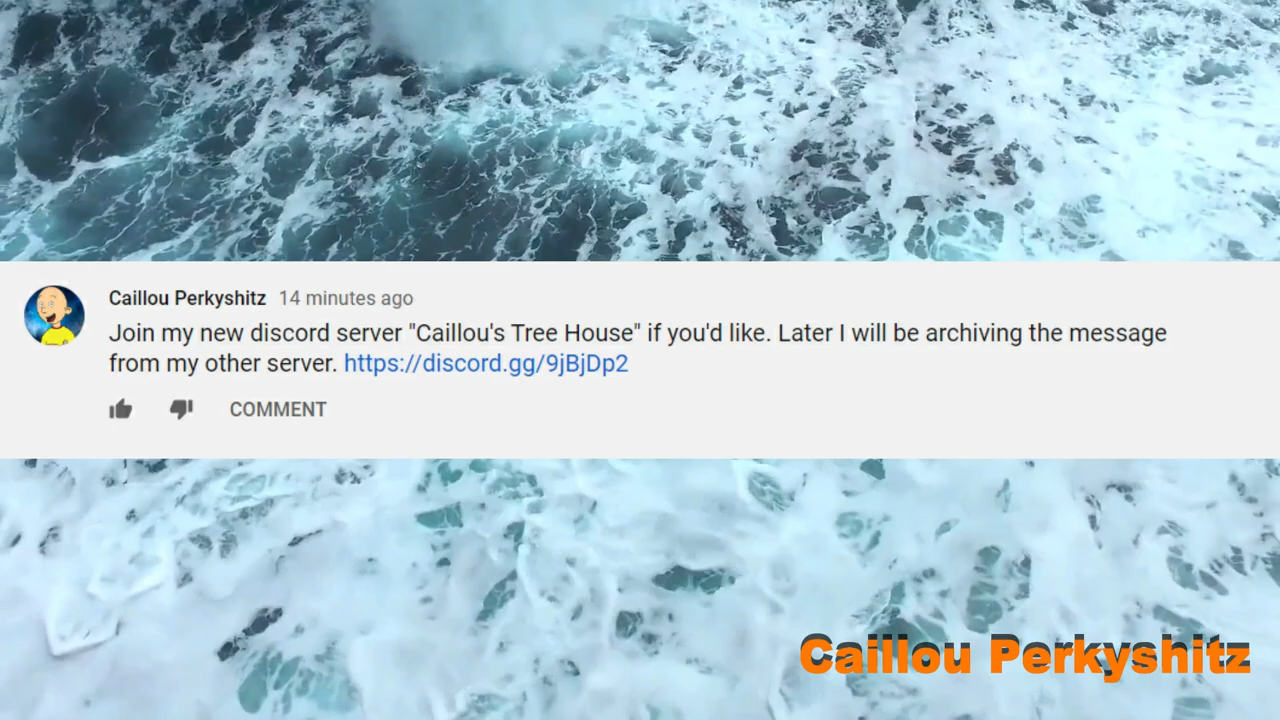 Caillou Perkyshitz 14 minutes ago
Join my new discord server "Caillou's Tree House" if you'd like. Later I will be archiving the message
from my other server. https://discord.gg/9jBjDp2
COMMENT
Caillou Perkyshitz